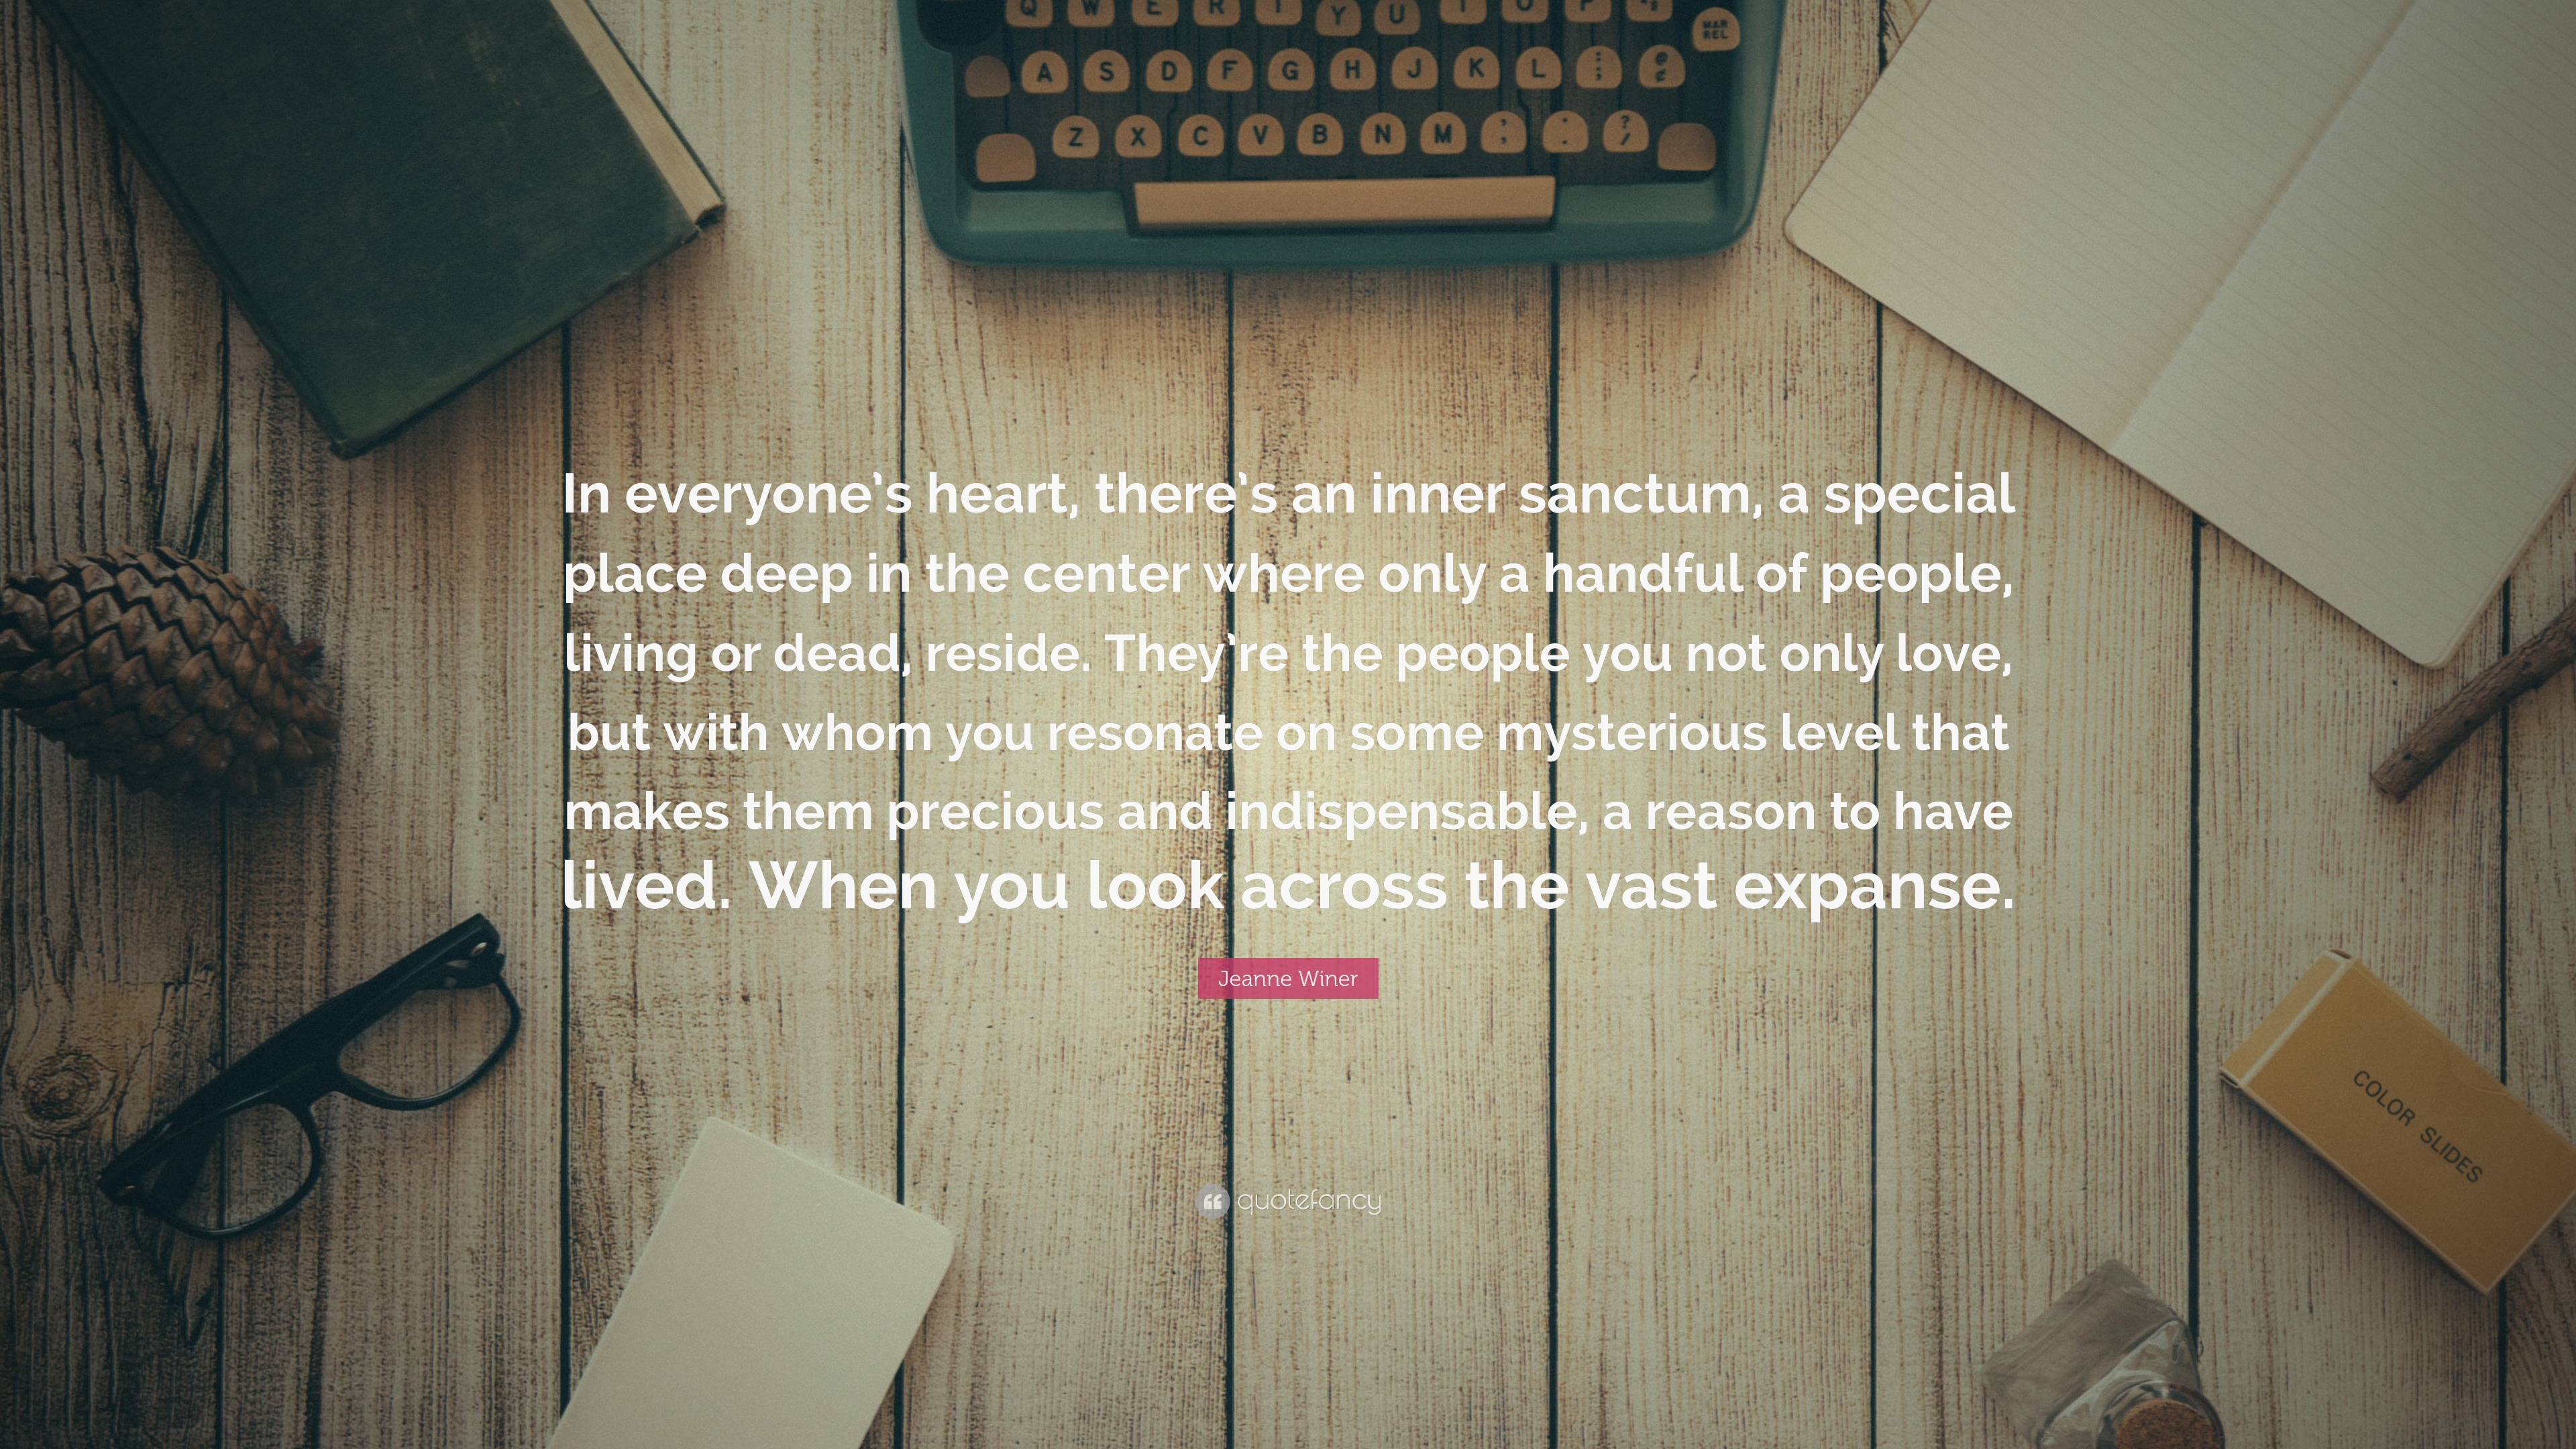 Q W E R T Y U I O P
MAR
REL
A S D F G H J K L ; @
¢
Z X C V B N M , . ?
/
In everyone’s heart, there’s an inner sanctum, a special
place deep in the center where only a handful of people,
living or dead, reside. They’re the people you not only love,
but with whom you resonate on some mysterious level that
makes them precious and indispensable, a reason to have
lived. When you look across the vast expanse.
Jeanne Winer
COLOR SLIDES
quotefancy